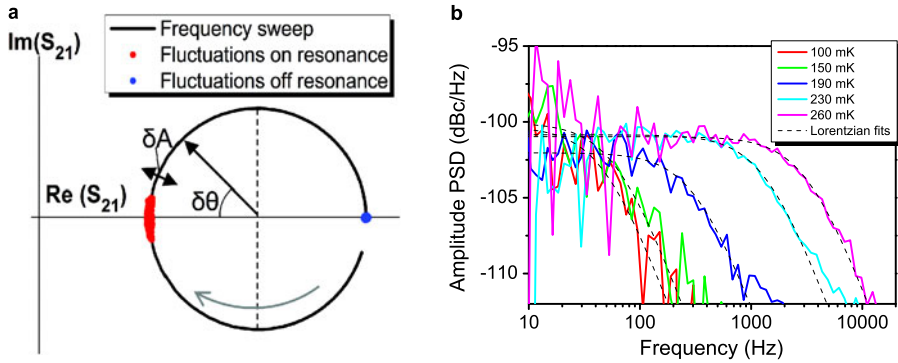 a
Im(S21)
Frequency sweep
Fluctuations on resonance
Fluctuations off resonance
δA
Re (S21)
δθ
b
Amplitude PSD (dBc/Hz)
-95
-100
-105
-110
100 mK
150 mK
190 mK
230 mK
260 mK
Lorentzian fits
10 100 1000 10000
Frequency (Hz)